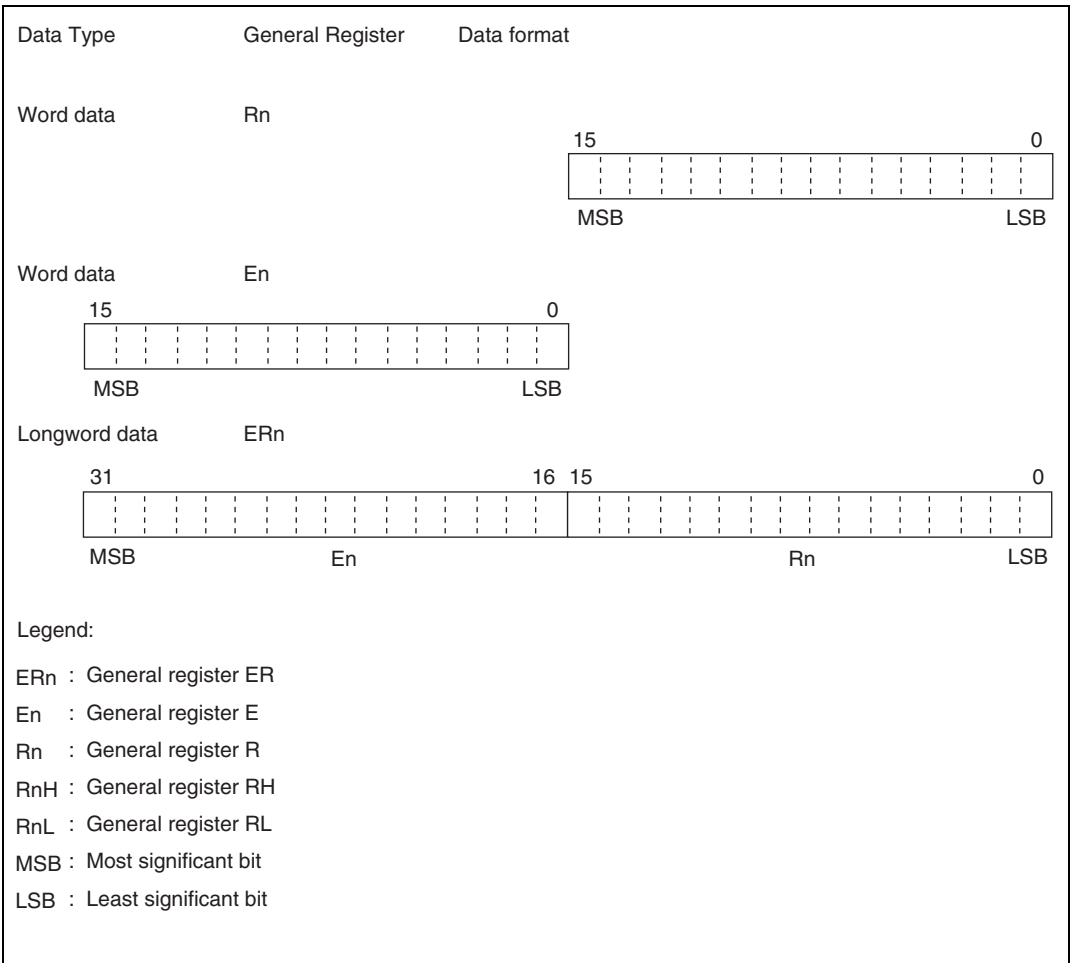 Data Type General Register Data format
Word data Rn
15 0
MSB LSB
Word data En
15 0
MSB LSB
Longword data ERn
31 16 15 0
MSB En Rn LSB
Legend:
ERn : General register ER
En : General register E
Rn : General register R
RnH : General register RH
RnL : General register RL
MSB : Most significant bit
LSB : Least significant bit